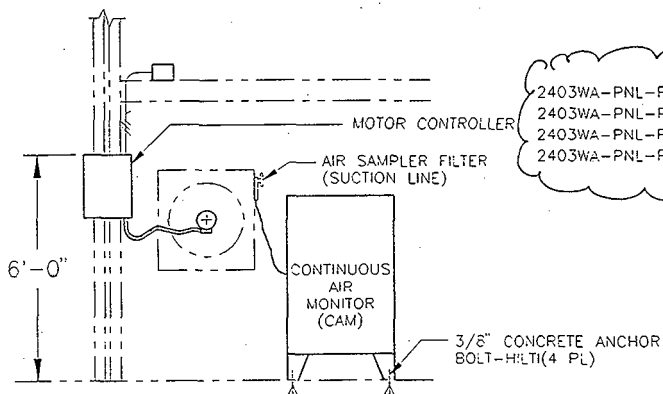 2403WA-PNL-
2403WA-PNL-
2403WA-PNL-
2403WA-PNL-
MOTOR CONTROLLER
AIR SAMPLER FILTER
(SUCTION LINE)
6'-0"
CONTINUOUS
AIR
MONITOR
(CAM)
3/8" CONCRETE ANCHOR
BOLT-HILTI(4 PL)